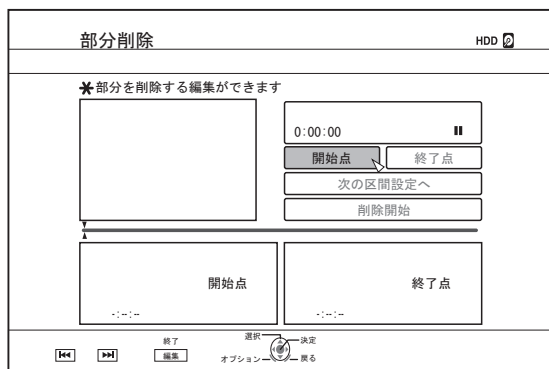 部分削除
HDD
部分を削除する編集ができます
0:00:00
開始点
終了点
次の区間設定へ
削除開始
開始点
-:--:--
終了点
-:--:--
終了
編集
選択
決定
オプション
戻る